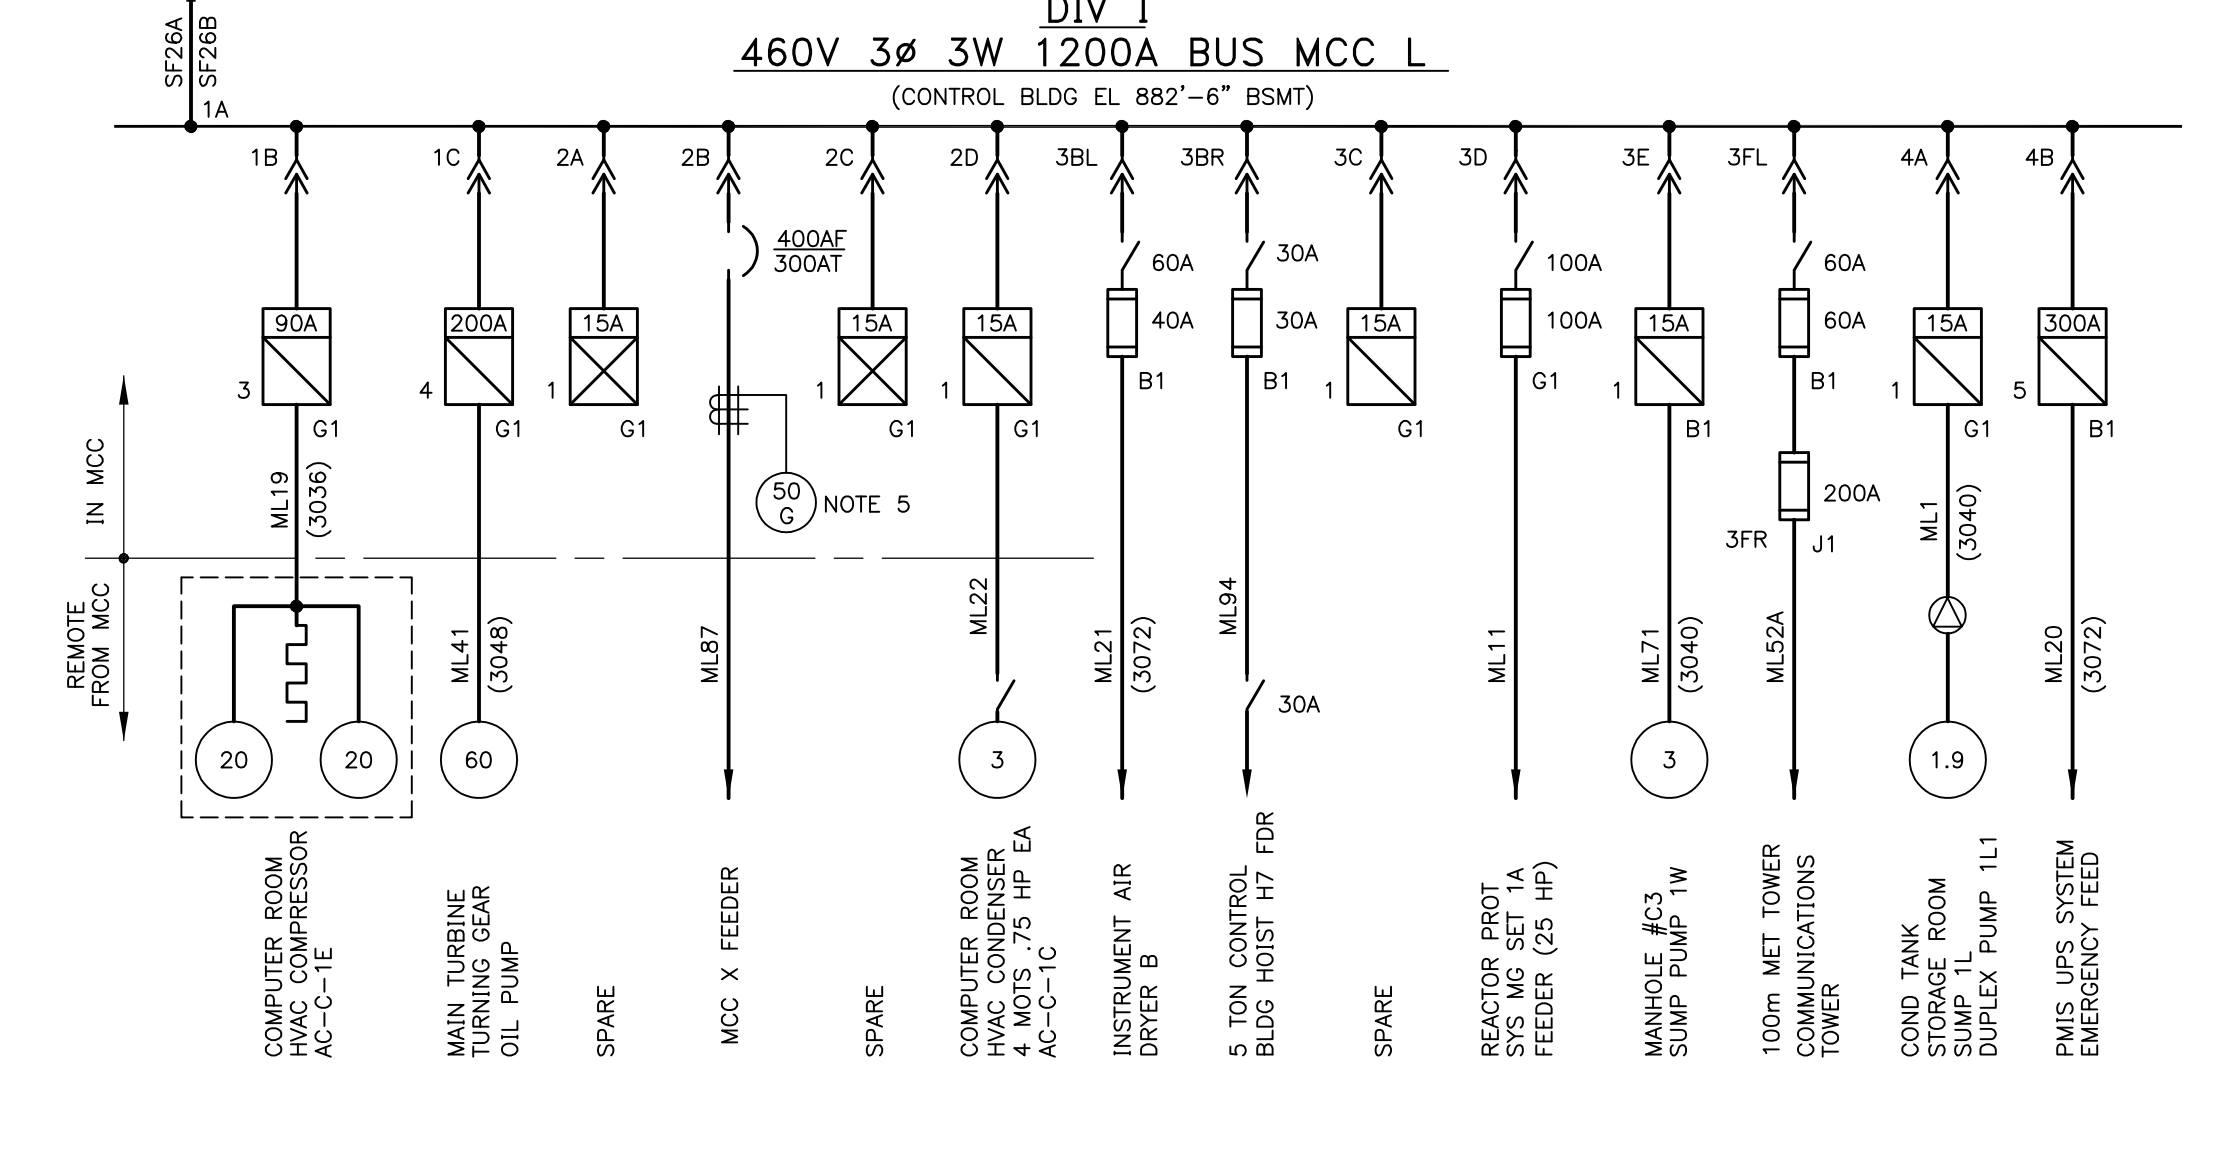 DIV I
460V 3ø 3W 1200A BUS MCC L
(CONTROL BLDG EL 882'-6" BSMT)
SF26A
SF26B
1A
1B
1C
2A
2B
2C
2D
3BL
3BR
3C
3D
3E
3FL
4A
4B
400AF
300AT
60A
30A
100A
60A
90A
200A
15A
15A
15A
40A
30A
15A
100A
15A
60A
15A
300A
3
4
1
1
1
B1
B1
1
G1
1
B1
1
5
G1
G1
G1
G1
G1
G1
B1
G1
B1
IN MCC
ML19
(3036)
50
G
NOTE 5
200A
3FR
J1
ML1
(3040)
REMOTE
FROM MCC
ML41
(3048)
ML87
ML22
ML21
(3072)
ML94
30A
ML11
ML71
(3040)
ML52A
ML20
(3072)
20
20
60
3
3
1.9
COMPUTER ROOM
HVAC COMPRESSOR
AC-C-1E
MAIN TURBINE
TURNING GEAR
OIL PUMP
SPARE
MCC X FEEDER
SPARE
COMPUTER ROOM
HVAC CONDENSER
4 MOTS .75 HP EA
AC-C-1C
INSTRUMENT AIR
DRYER B
5 TON CONTROL
BLDG HOIST H7 FDR
SPARE
REACTOR PROT
SYS MG SET 1A
FEEDER (25 HP)
MANHOLE #C3
SUMP PUMP 1W
100m MET TOWER
COMMUNICATIONS
TOWER
COND TANK
STORAGE ROOM
SUMP 1L
DUPLEX PUMP 1L1
PMIS UPS SYSTEM
EMERGENCY FEED